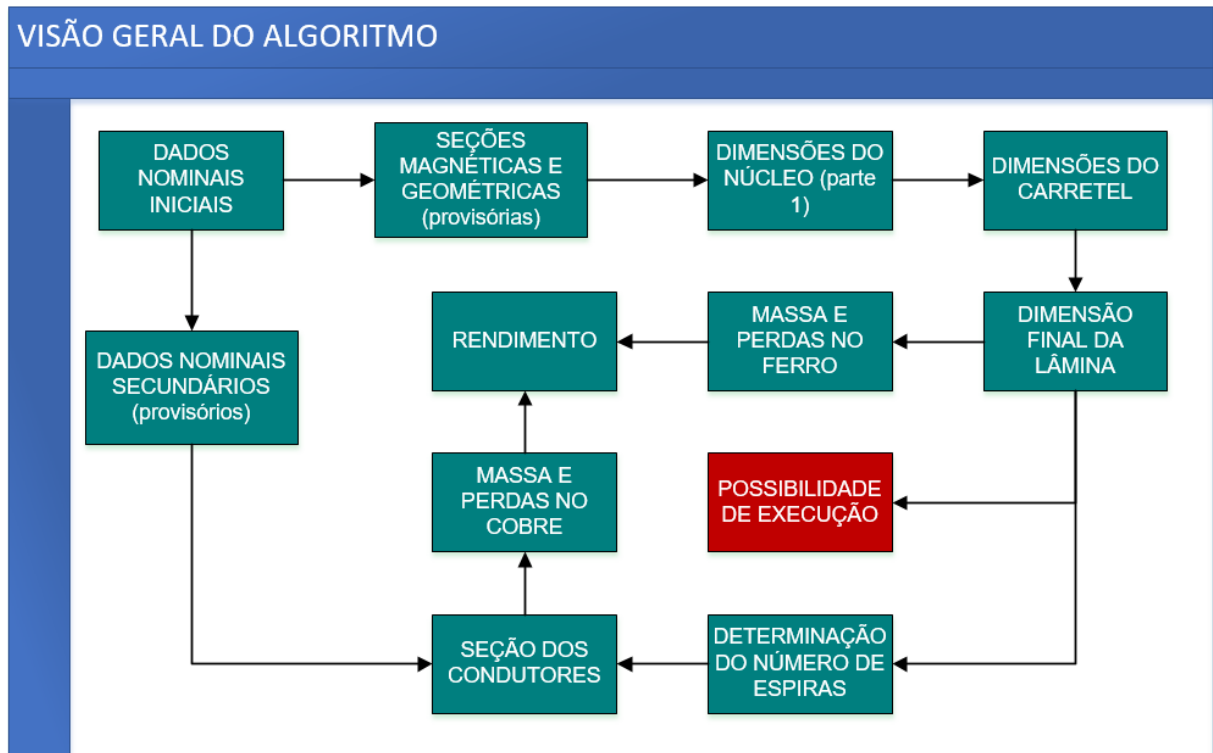 VISÃO GERAL DO ALGORITMO
DADOS
NOMINAIS
INICIAIS
SEÇÕES
MAGNÉTICAS E
GEOMÉTRICAS
(provisórias)
DIMENSÕES DO
NÚCLEO (parte
1)
DIMENSÕES DO
CARRETEL
DADOS NOMINAIS
SECUNDÁRIOS
(provisórios)
RENDIMENTO
MASSA E
PERDAS NO
FERRO
DIMENSÃO
FINAL DA
LÂMINA
MASSA E
PERDAS NO
COBRE
POSSIBILIDADE
DE EXECUÇÃO
SEÇÃO DOS
CONDUTORES
DETERMINAÇÃO
DO NÚMERO DE
ESPIRAS